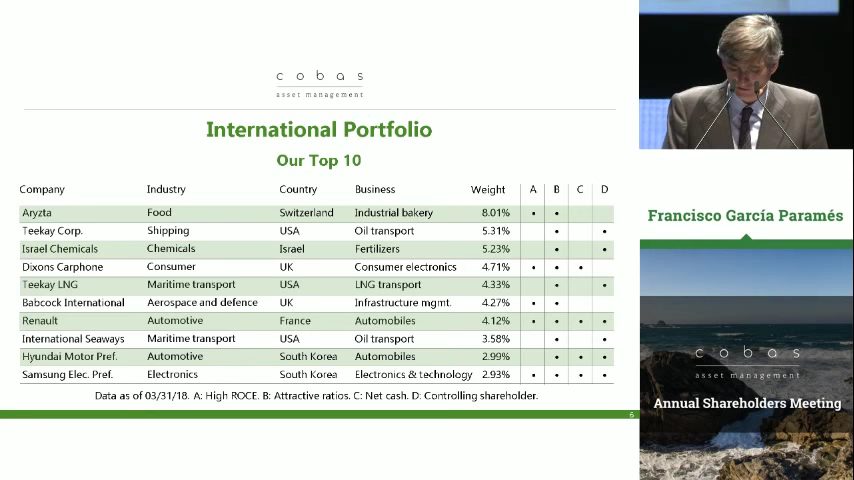 cobas
asset management
International Portfolio
Our Top 10
Company Industry Country Business Weight A B C D
Aryzta Food Switzerland Industrial bakery 8.01% • •
Teekay Corp. Shipping USA Oil transport 5.31% • •
Israel Chemicals Chemicals Israel Fertilizers 5.23% • •
Dixons Carphone Consumer UK Consumer electronics 4.71% • • •
Teekay LNG Maritime transport USA LNG transport 4.33% • •
Babcock International Aerospace and defence UK Infrastructure mgmt. 4.27% • •
Renault Automotive France Automobiles 4.12% • • • •
International Seaways Maritime transport USA Oil transport 3.58% • •
Hyundai Motor Pref. Automotive South Korea Automobiles 2.99% • • •
Samsung Elec. Pref. Electronics South Korea Electronics & technology 2.93% • • • •
Data as of 03/31/18. A: High ROCE. B: Attractive ratios. C: Net cash. D: Controlling shareholder.
6
Francisco García Paramés
cobas
asset management
Annual Shareholders Meeting